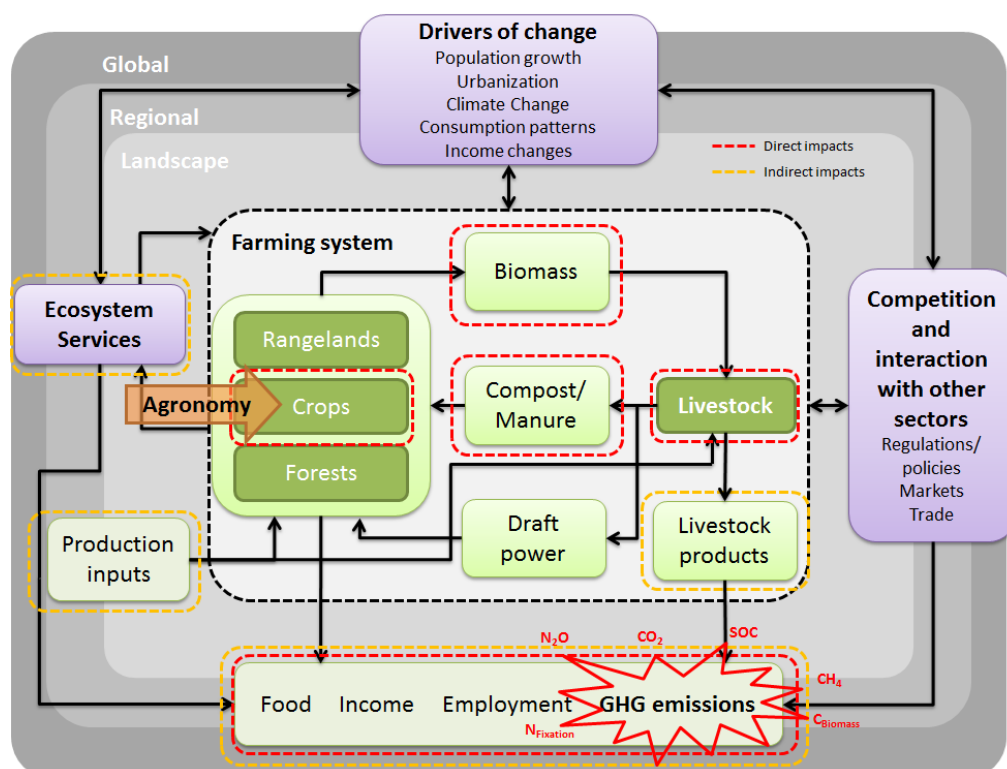 Drivers of change
Population growth
Urbanization
Climate Change
Consumption patterns
Income changes
Global
Regional
Landscape
Direct impacts
Indirect impacts
Farming system
Biomass
Ecosystem
Services
Rangelands
Agronomy
Crops
Forests
Compost/
Manure
Livestock
Competition
and
interaction
with other
sectors
Regulations/
policies
Markets
Trade
Production
inputs
Draft
power
Livestock
products
N₂O
CO₂
SOC
CH₄
C_Biomass
N_Fixation
Food Income Employment GHG emissions